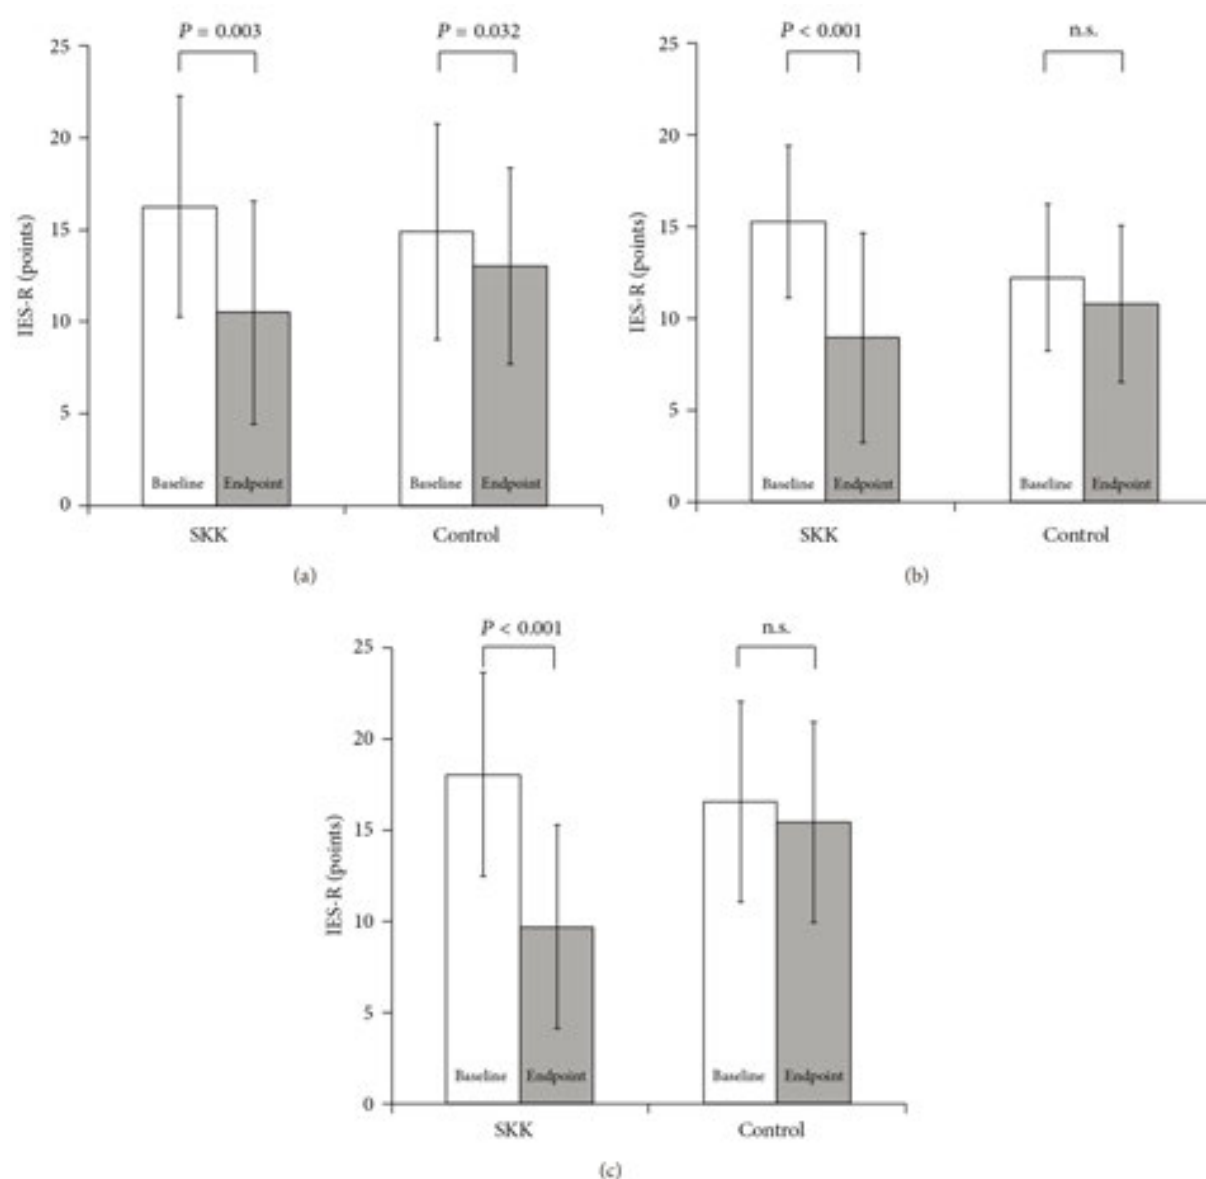 P = 0.003
P = 0.032
25
20
15
10
5
0
IES-R (points)
Baseline
Endpoint
Baseline
Endpoint
SKK
Control
(a)
P < 0.001
n.s.
25
20
15
10
5
0
IES-R (points)
Baseline
Endpoint
Baseline
Endpoint
SKK
Control
(b)
P < 0.001
n.s.
25
20
15
10
5
0
IES-R (points)
Baseline
Endpoint
Baseline
Endpoint
SKK
Control
(c)